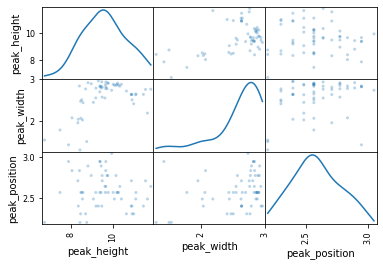 peak_height
10
8
3
peak_width
2
3.0
peak_position
2.5
8
10
2
3
2.5
3.0
peak_height
peak_width
peak_position